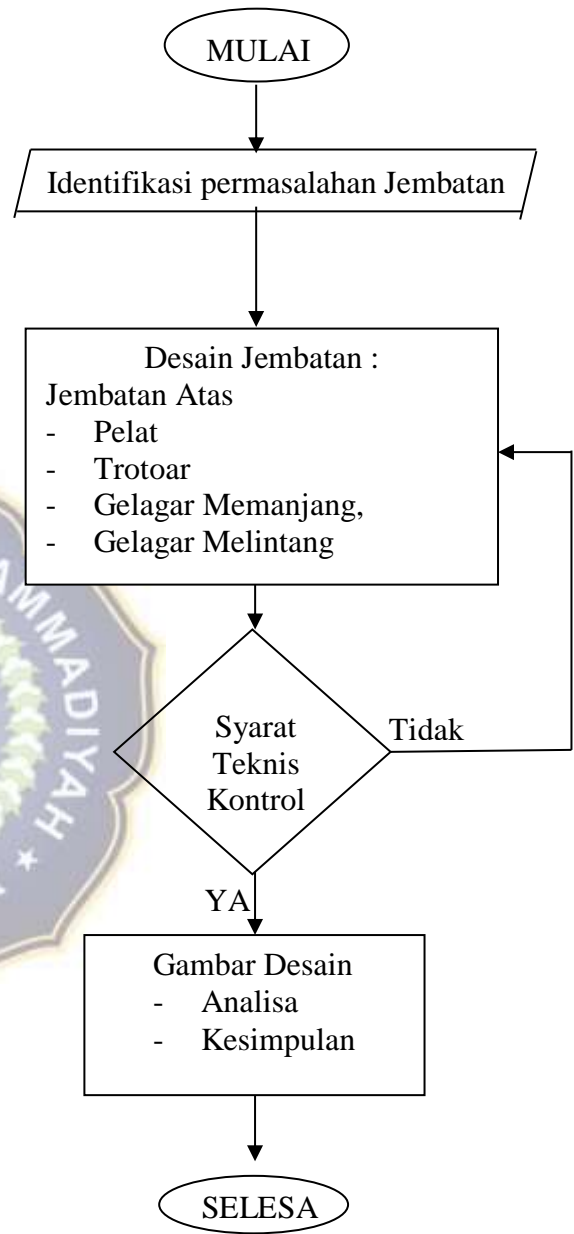 MULAI
Identifikasi permasalahan Jembatan
Desain Jembatan :
Jembatan Atas
- Pelat
- Trotoar
- Gelagar Memanjang,
- Gelagar Melintang
AMMADIYAH
Syarat
Teknis
Kontrol
Tidak
YA
Gambar Desain
- Analisa
- Kesimpulan
SELESA